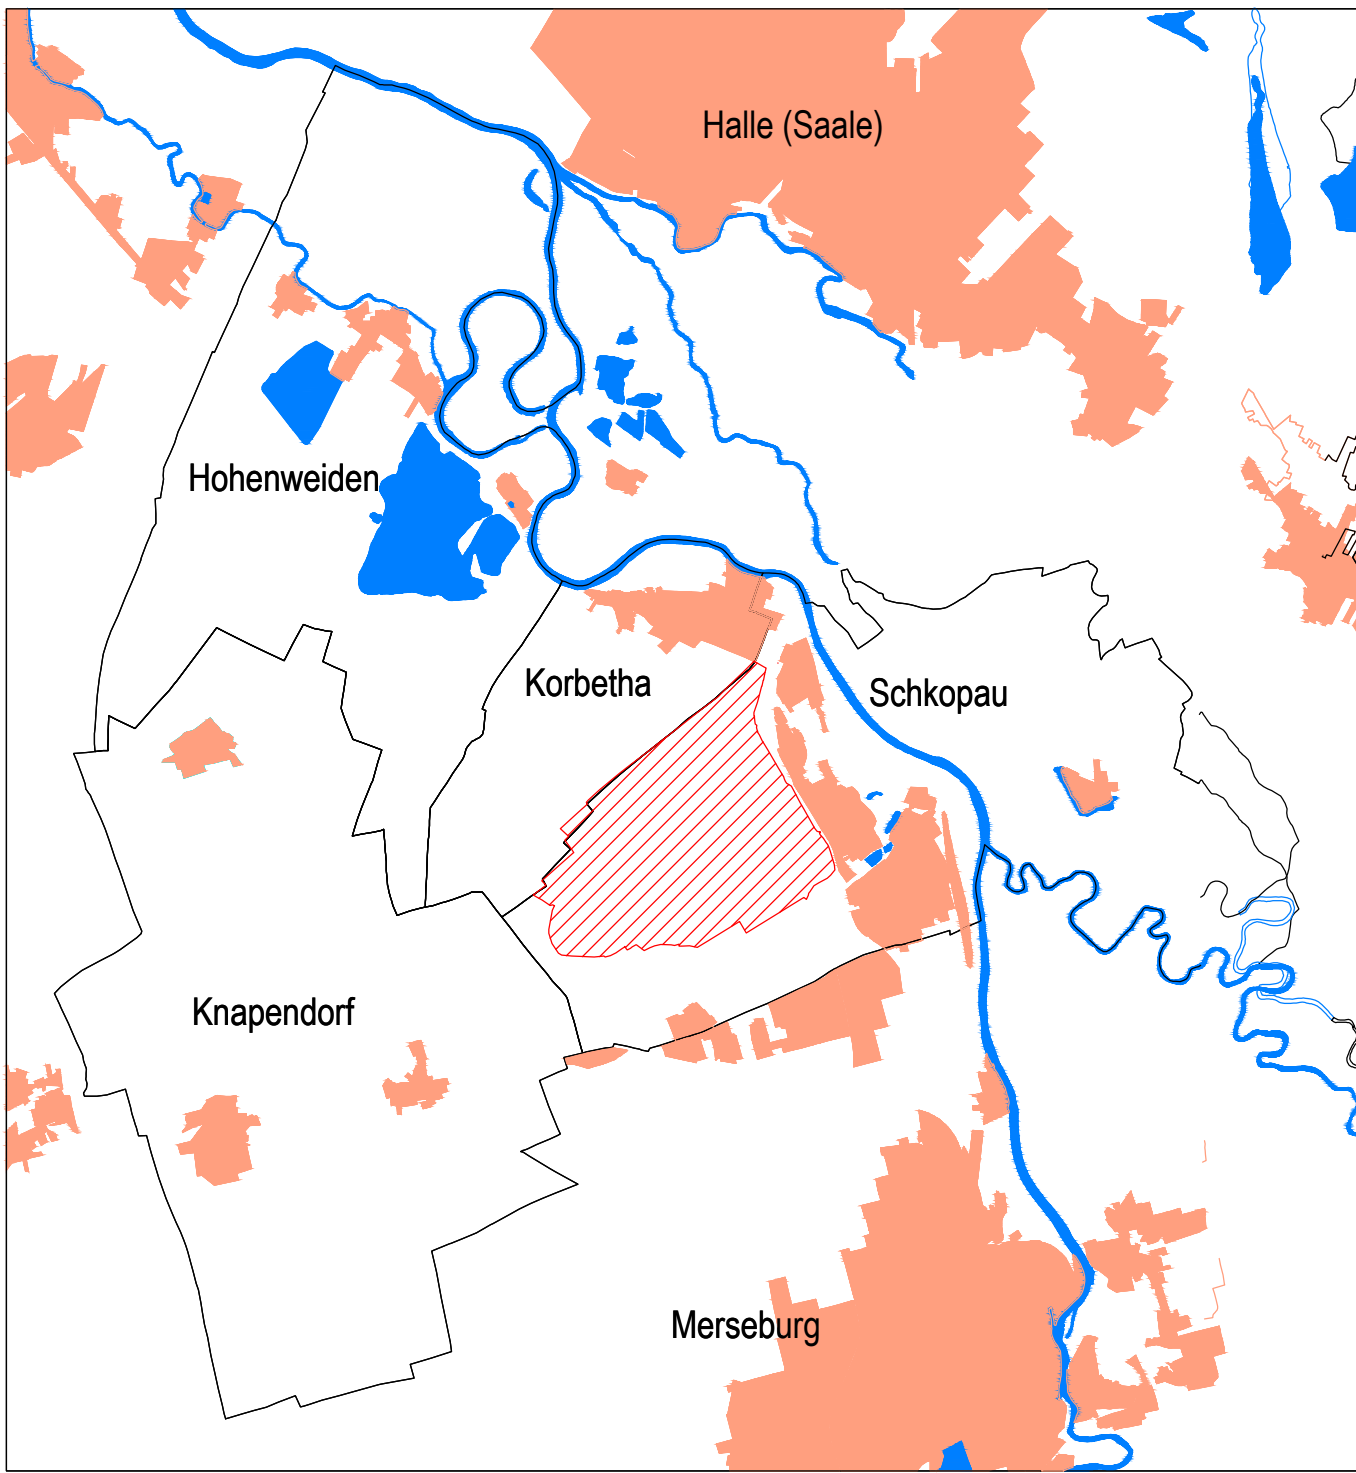 Halle (Saale)
Hohenweiden
Korbetha
Schkopau
Knapendorf
Merseburg